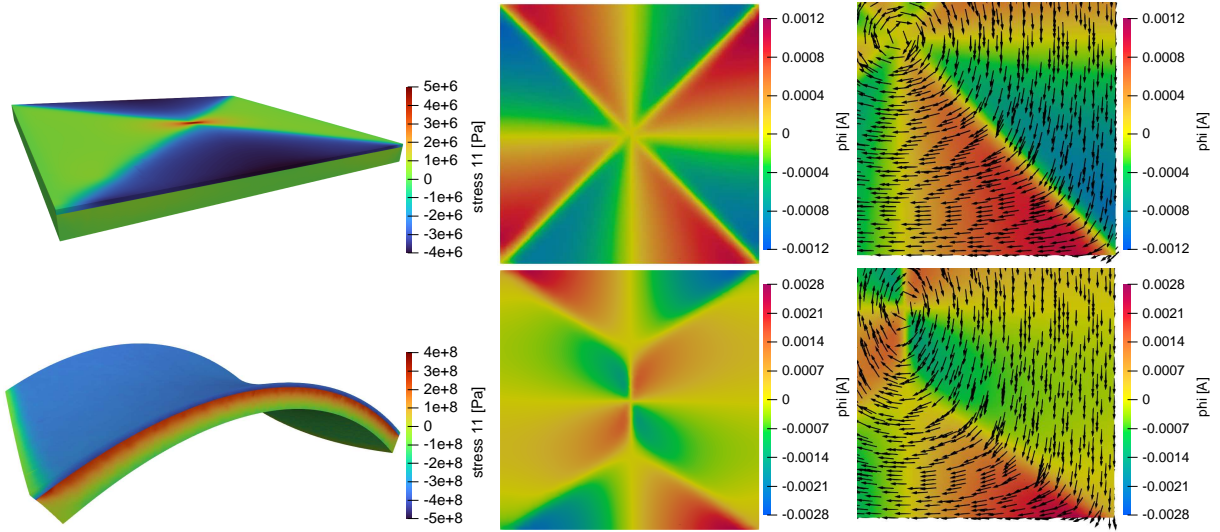 5e+6
4e+6
3e+6
2e+6
1e+6
0
-1e+6
-2e+6
-3e+6
-4e+6
stress 11 [Pa]
0.0012
0.0008
0.0004
0
-0.0004
-0.0008
-0.0012
phi [A]
0.0012
0.0008
0.0004
0
-0.0004
-0.0008
-0.0012
phi [A]
4e+8
3e+8
2e+8
1e+8
0
-1e+8
-2e+8
-3e+8
-4e+8
-5e+8
stress 11 [Pa]
0.0028
0.0021
0.0014
0.0007
0
-0.0007
-0.0014
-0.0021
-0.0028
phi [A]
0.0028
0.0021
0.0014
0.0007
0
-0.0007
-0.0014
-0.0021
-0.0028
phi [A]